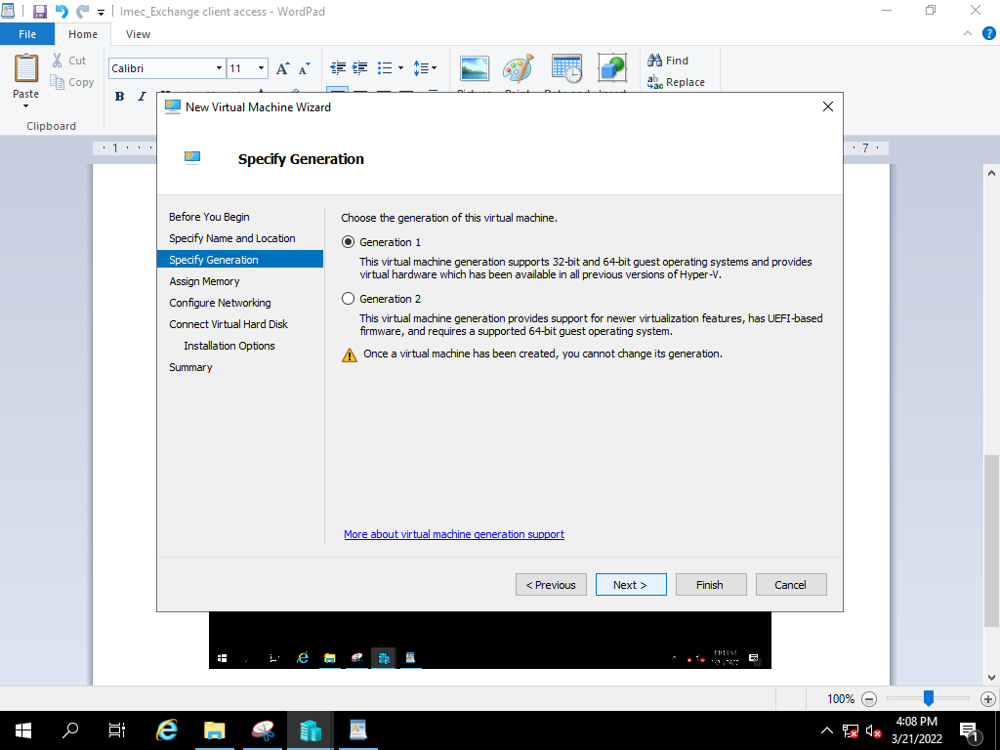 Imec_Exchange client access - WordPad
File
Home
View
Paste
Cut
Copy
Clipboard
Calibri
11
B
I
Find
Replace
1
7
New Virtual Machine Wizard
Specify Generation
Before You Begin
Specify Name and Location
Specify Generation
Assign Memory
Configure Networking
Connect Virtual Hard Disk
Installation Options
Summary
Choose the generation of this virtual machine.
Generation 1
This virtual machine generation supports 32-bit and 64-bit guest operating systems and provides
virtual hardware which has been available in all previous versions of Hyper-V.
Generation 2
This virtual machine generation provides support for newer virtualization features, has UEFI-based
firmware, and requires a supported 64-bit guest operating system.
Once a virtual machine has been created, you cannot change its generation.
More about virtual machine generation support
< Previous
Next >
Finish
Cancel
100%
4:08 PM
3/21/2022
1